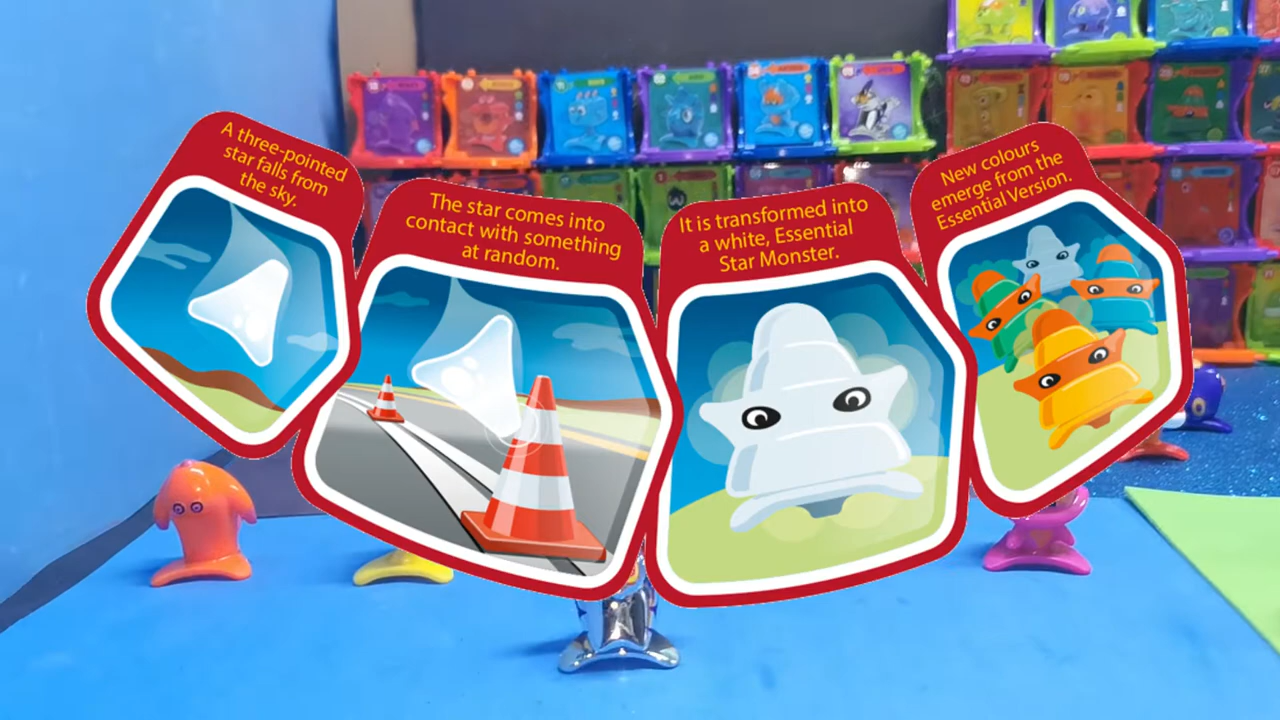 A three-pointed
star falls from
the sky.
The star comes into
contact with something
at random.
It is transformed into
a white, Essential
Star Monster.
New colours
emerge from the
Essential Version.